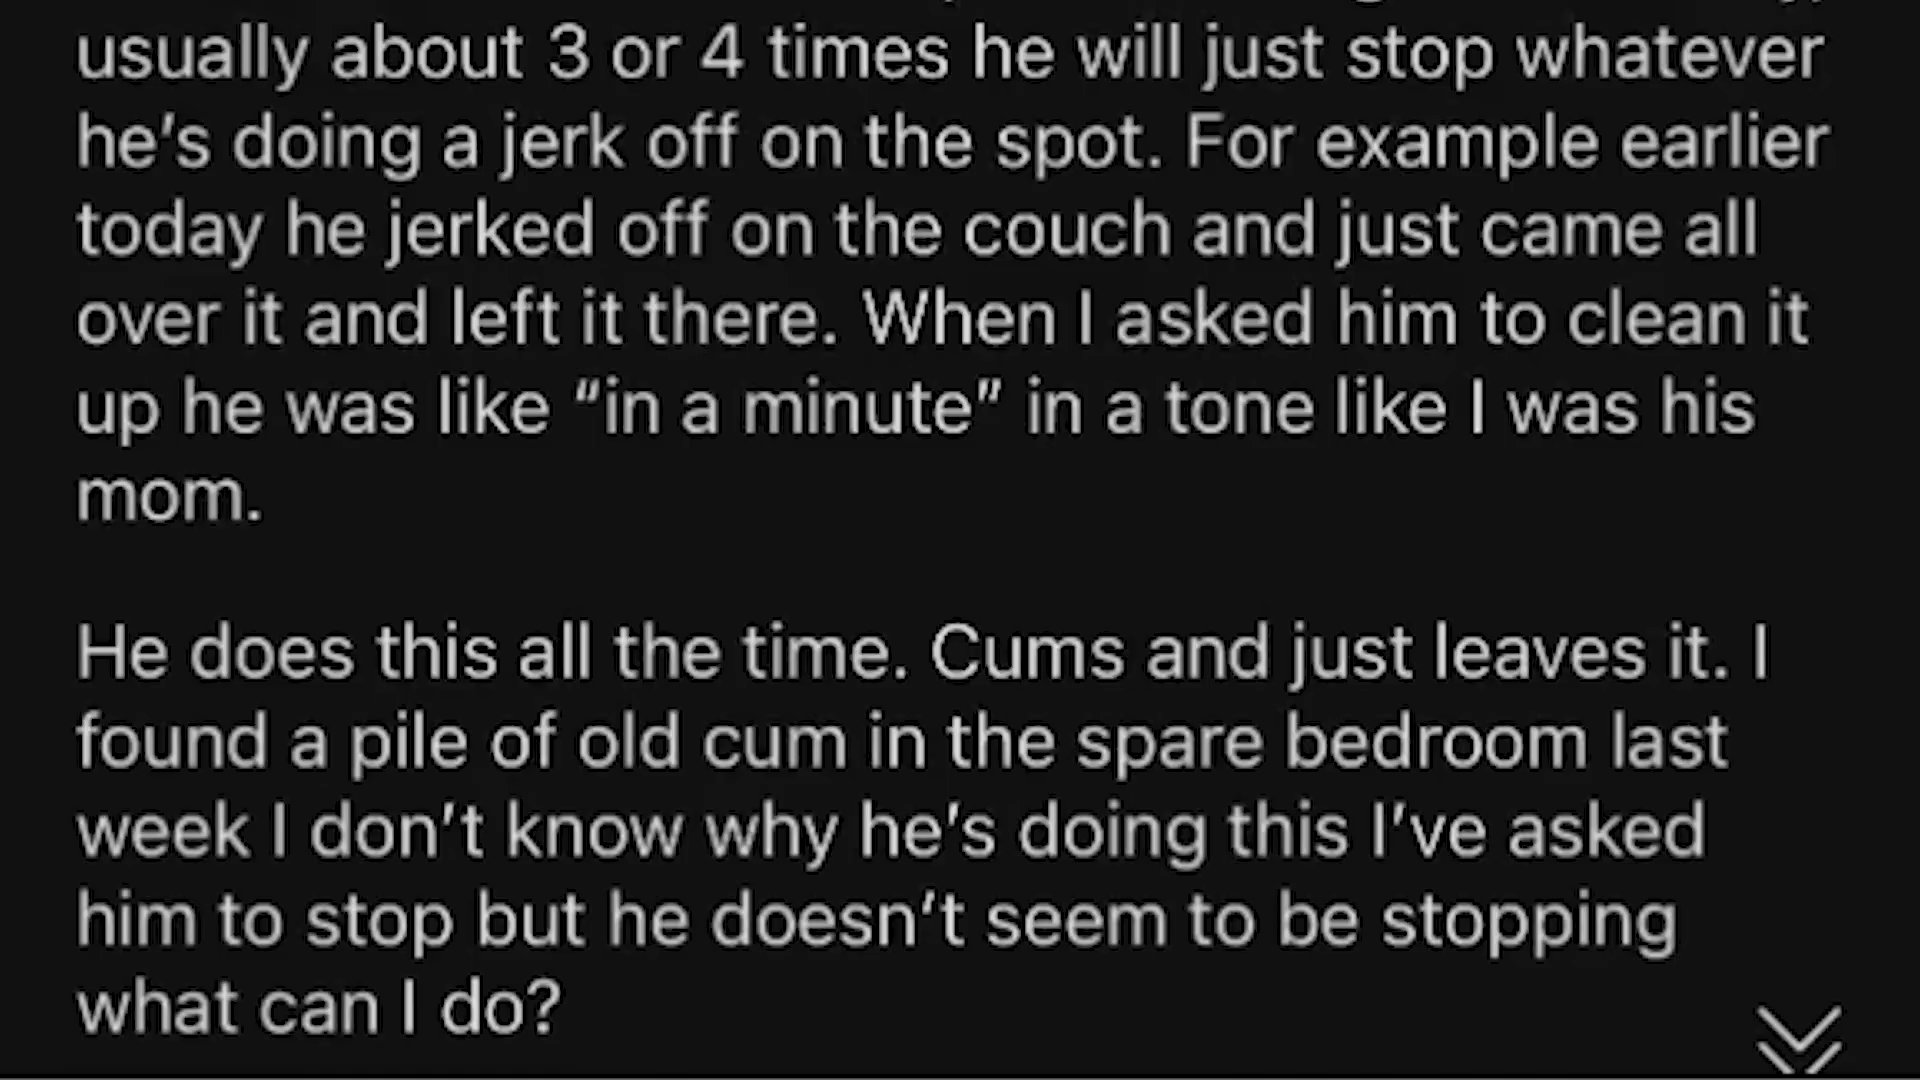 usually about 3 or 4 times he will just stop whatever
he's doing a jerk off on the spot. For example earlier
today he jerked off on the couch and just came all
over it and left it there. When I asked him to clean it
up he was like “in a minute” in a tone like I was his
mom.
He does this all the time. Cums and just leaves it. I
found a pile of old cum in the spare bedroom last
week I don't know why he's doing this I've asked
him to stop but he doesn't seem to be stopping
what can I do?